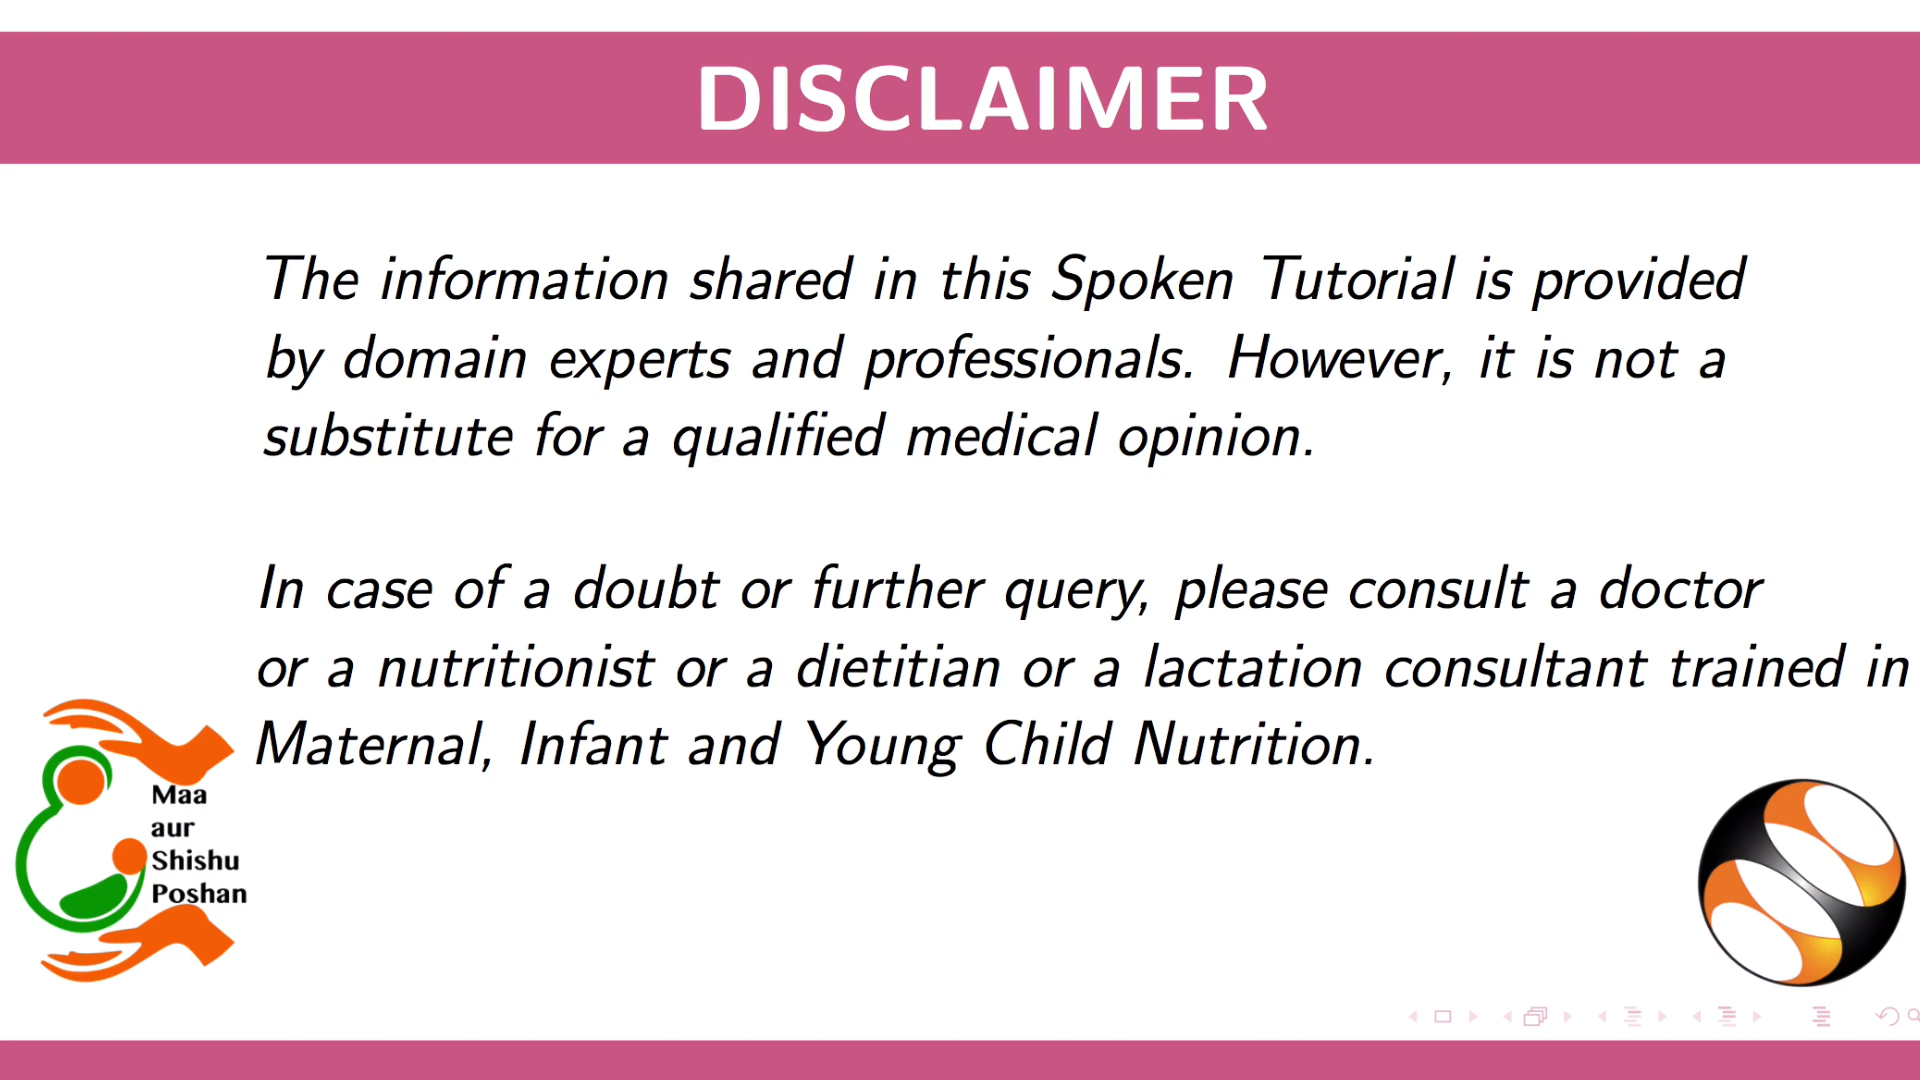 DISCLAIMER
The information shared in this Spoken Tutorial is provided
by domain experts and professionals. However, it is not a
substitute for a qualified medical opinion.
In case of a doubt or further query, please consult a doctor
or a nutritionist or a dietitian or a lactation consultant trained in
Maternal, Infant and Young Child Nutrition.
Maa
aur
Shishu
Poshan